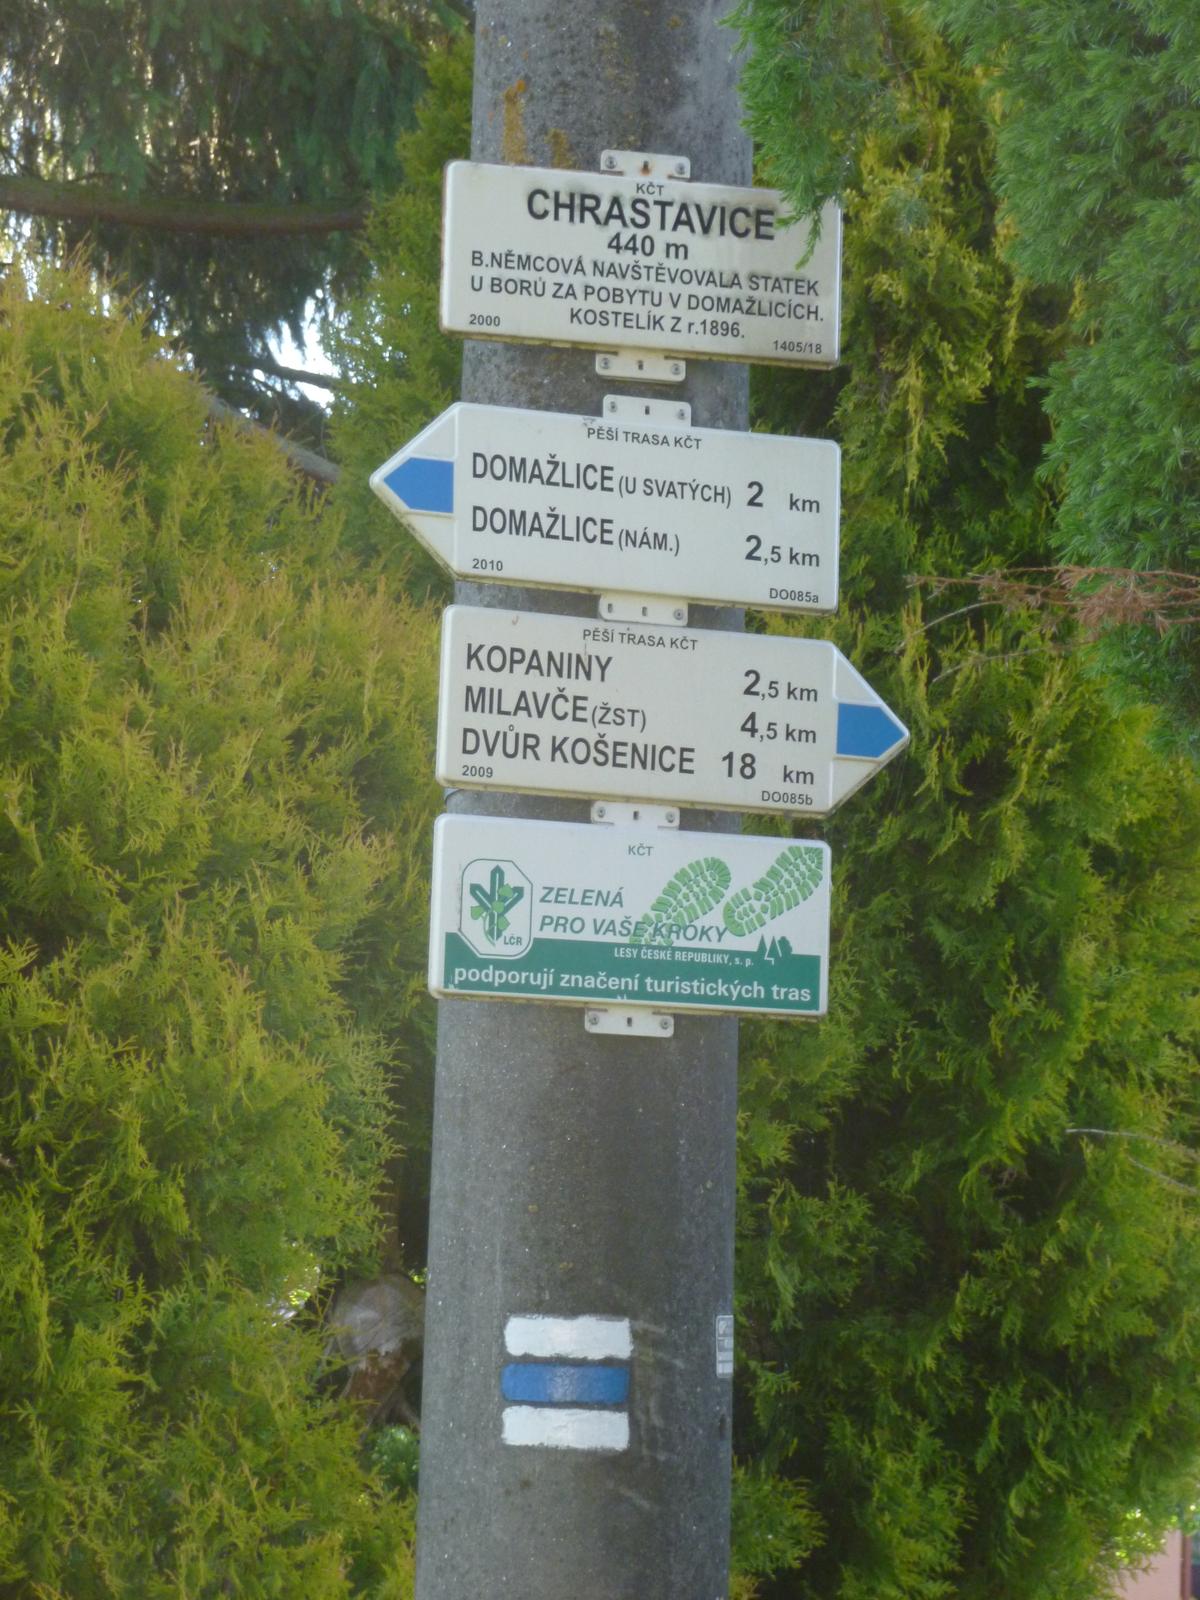 KČT
CHRASTAVICE
440 m
B.NĚMCOVÁ NAVŠTĚVOVALA STATEK
U BORŮ ZA POBYTU V DOMAŽLICÍCH.
KOSTELÍK Z r.1896.
2000 1405/18
PĚŠÍ TRASA KČT
DOMAŽLICE (U SVATÝCH) 2 km
DOMAŽLICE (NÁM.) 2,5 km
2010 DO085a
PĚŠÍ TRASA KČT
KOPANINY 2,5 km
MILAVČE (ŽST) 4,5 km
DVŮR KOŠENICE 18 km
2009 DO085b
KČT
ZELENÁ
PRO VAŠE KROKY
LČR
LESY ČESKÉ REPUBLIKY, s. p.
podporují značení turistických tras